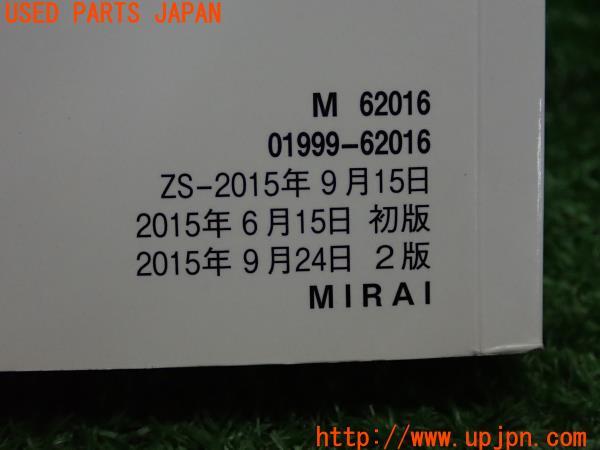 USED PARTS JAPAN
M 62016
01999-62016
ZS-2015年 9月15日
2015年 6月15日 初版
2015年 9月24日 2版
MIRAI
http://www.upjpn.com